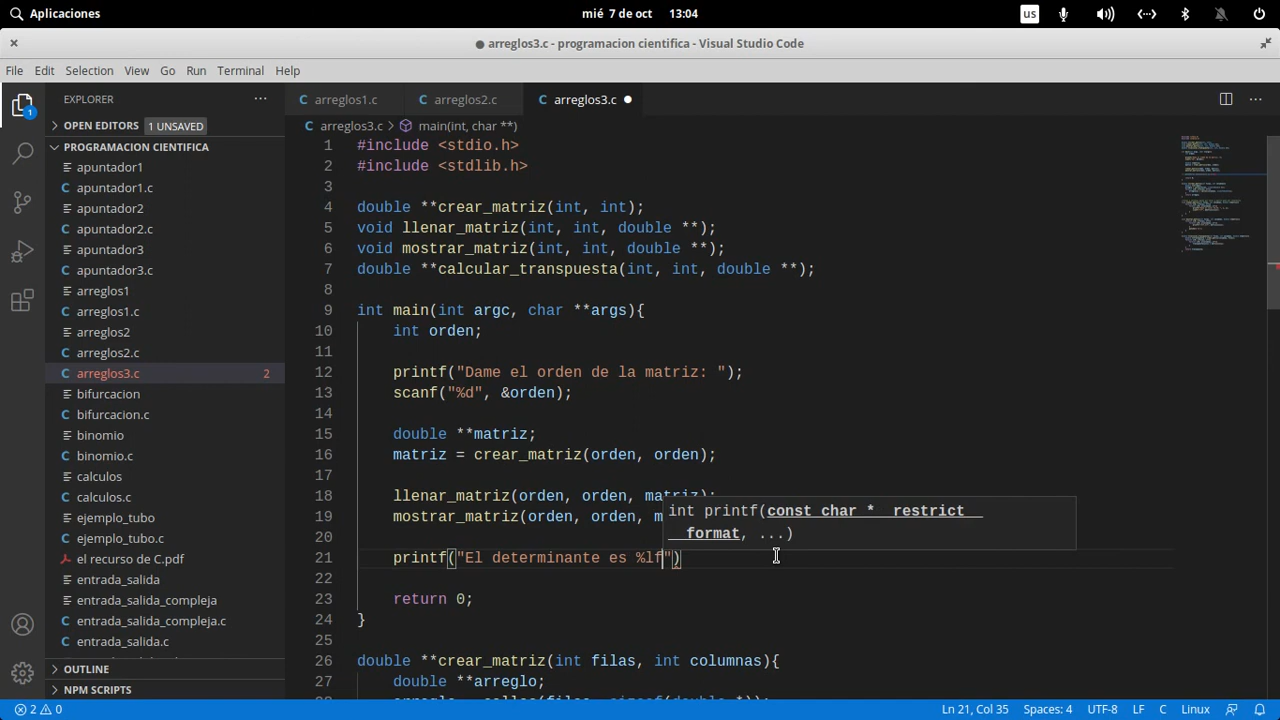 Aplicaciones
mié 7 de oct 13:04
us
● arreglos3.c - programacion cientifica - Visual Studio Code
File Edit Selection View Go Run Terminal Help
EXPLORER
1
OPEN EDITORS 1 UNSAVED
PROGRAMACION CIENTIFICA
apuntador1
apuntador1.c
apuntador2
apuntador2.c
apuntador3
apuntador3.c
arreglos1
arreglos1.c
arreglos2
arreglos2.c
arreglos3.c 2
bifurcacion
bifurcacion.c
binomio
binomio.c
calculos
calculos.c
ejemplo_tubo
ejemplo_tubo.c
el recurso de C.pdf
entrada_salida
entrada_salida_compleja
entrada_salida_compleja.c
entrada_salida.c
OUTLINE
NPM SCRIPTS
arreglos1.c arreglos2.c arreglos3.c ●
arreglos3.c > main(int, char **)
1 #include <stdio.h>
2 #include <stdlib.h>
3
4 double **crear_matriz(int, int);
5 void llenar_matriz(int, int, double **);
6 void mostrar_matriz(int, int, double **);
7 double **calcular_transpuesta(int, int, double **);
8
9 int main(int argc, char **args){
10 int orden;
11
12 printf("Dame el orden de la matriz: ");
13 scanf("%d", &orden);
14
15 double **matriz;
16 matriz = crear_matriz(orden, orden);
17
18 llenar_matriz(orden, orden, matriz);
19 mostrar_matriz(orden, orden, m
int printf(const char *__restrict__
__format, ...)
20
21 printf("El determinante es %lf")
22
23 return 0;
24 }
25
26 double **crear_matriz(int filas, int columnas){
27 double **arreglo;
2 0
Ln 21, Col 35 Spaces: 4 UTF-8 LF C Linux